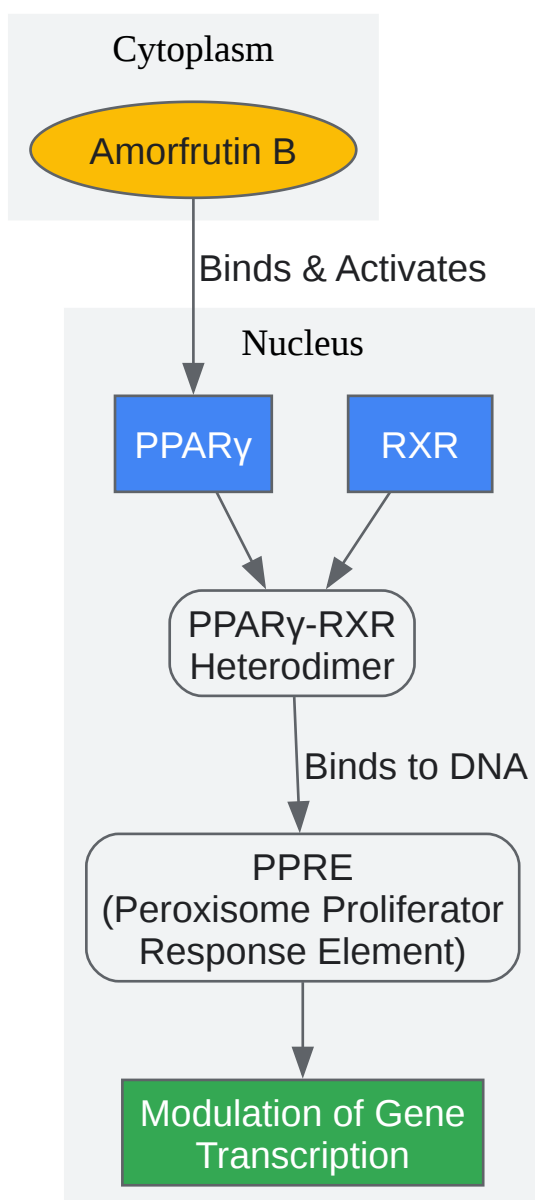 Cytoplasm
Amorfrutin B
Binds & Activates
Nucleus
PPARγ
RXR
PPARγ-RXR
Heterodimer
Binds to DNA
PPRE
(Peroxisome Proliferator
Response Element)
Modulation of Gene
Transcription